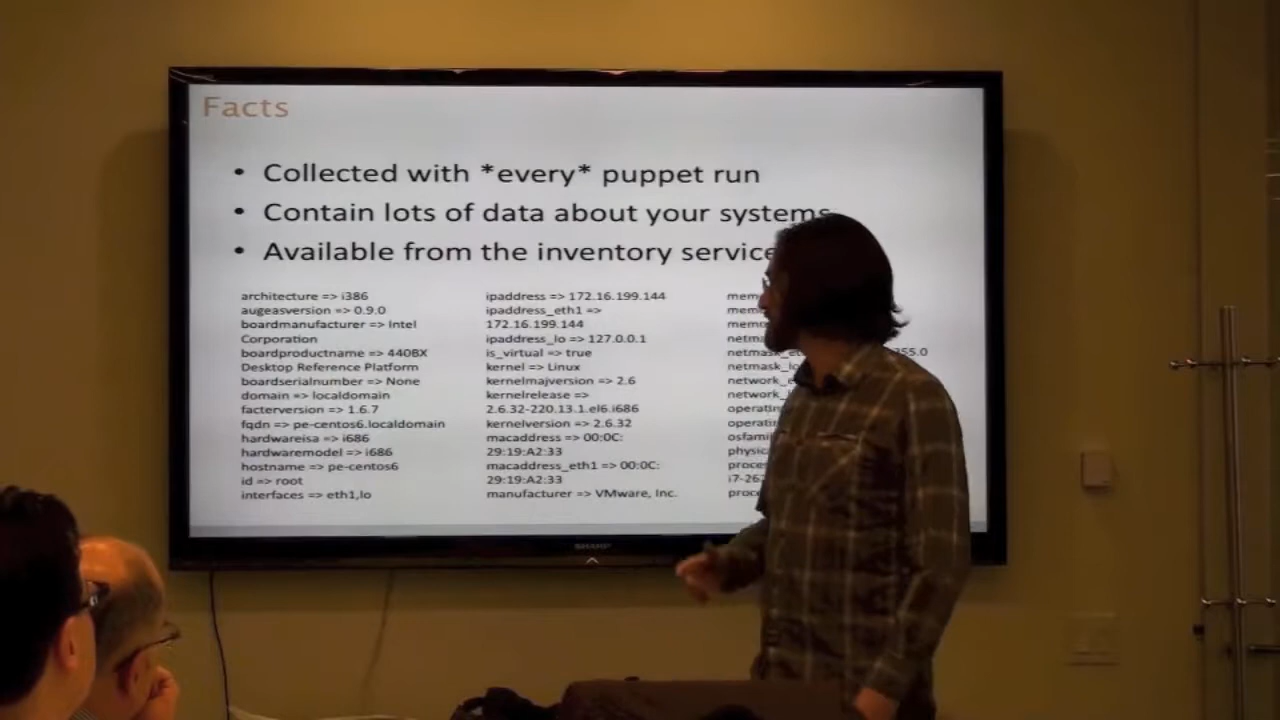 Facts
• Collected with *every* puppet run
• Contain lots of data about your systems
• Available from the inventory service
architecture => i386
augeasversion => 0.9.0
boardmanufacturer => Intel
Corporation
boardproductname => 440BX
Desktop Reference Platform
boardserialnumber => None
domain => localdomain
facterversion => 1.6.7
fqdn => pe-centos6.localdomain
hardwareisa => i686
hardwaremodel => i686
hostname => pe-centos6
id => root
interfaces => eth1,lo
ipaddress => 172.16.199.144
ipaddress_eth1 =>
172.16.199.144
ipaddress_lo => 127.0.0.1
is_virtual => true
kernel => Linux
kernelmajversion => 2.6
kernelrelease =>
2.6.32-220.13.1.el6.i686
kernelversion => 2.6.32
macaddress => 00:0C:
29:19:A2:33
macaddress_eth1 => 00:0C:
29:19:A2:33
manufacturer => VMware, Inc.
SHARP